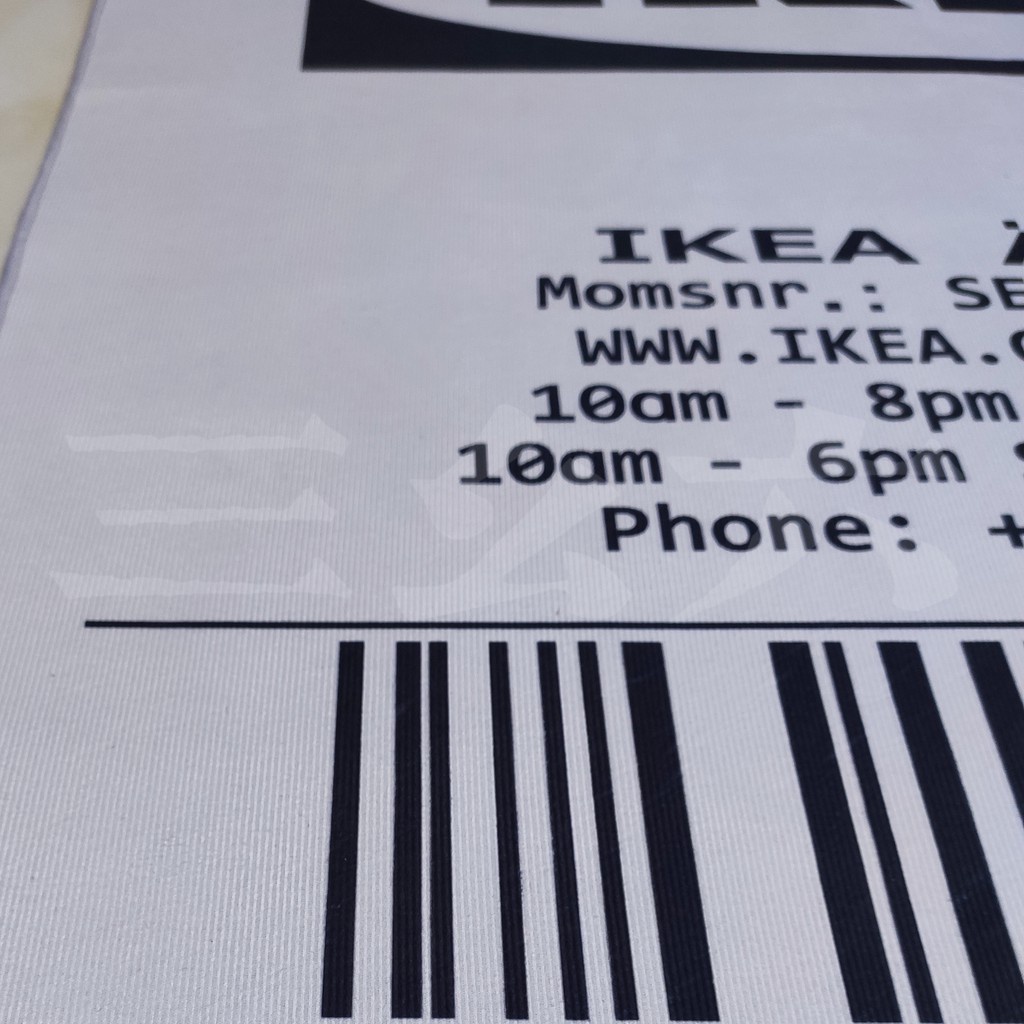 IKEA
Momsnr.: SE
WWW.IKEA.
10am - 8pm
10am - 6pm
Phone: +